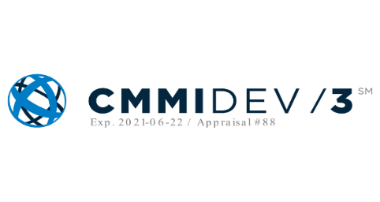 CMMIDEV/3℠
Exp. 2021-06-22 / Appraisal #88